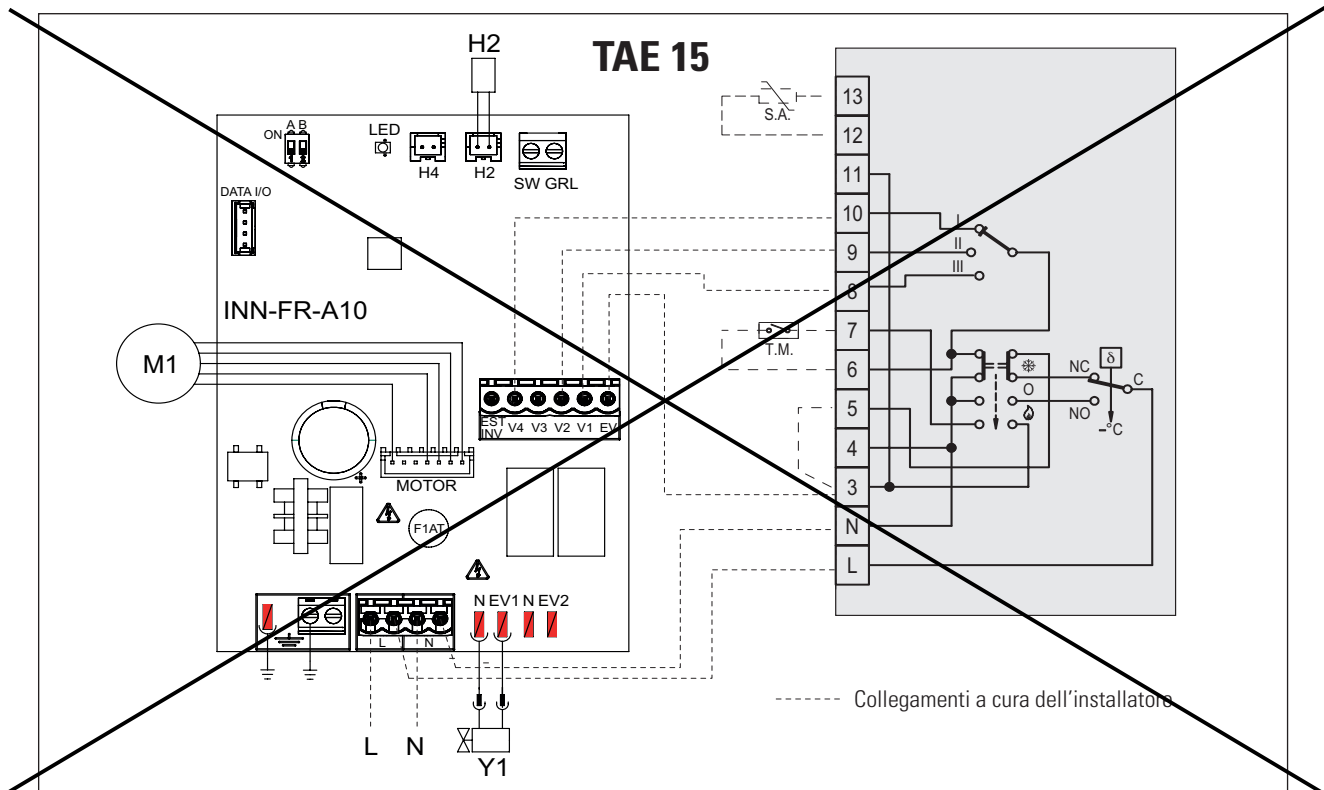 H2
TAE 15
A B
ON
LED
H4
H2
SW GRL
DATA I/O
INN-FR-A10
M1
EST INV V4 V3 V2 V1 EV
MOTOR
F1AT
N EV1 N EV2
L N
L N
Y1
S.A.
T.M.
13
12
11
10
9
8
7
6
5
4
3
N
L
I
II
III
NC
O
NO
δ
C
-°C
Collegamenti a cura dell'installatore